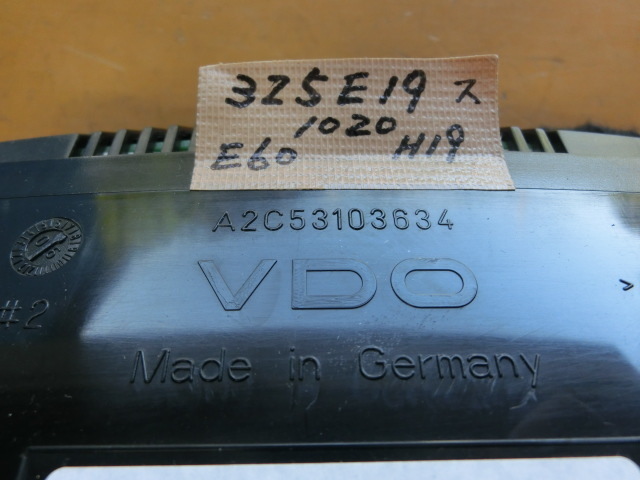 325E19 ス
1020
E60 H19
A2C53103634
VDO
#2
>
Made in Germany